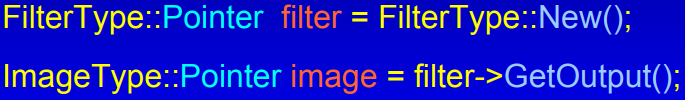 FilterType::Pointer filter = FilterType::New();
ImageType::Pointer image = filter->GetOutput();